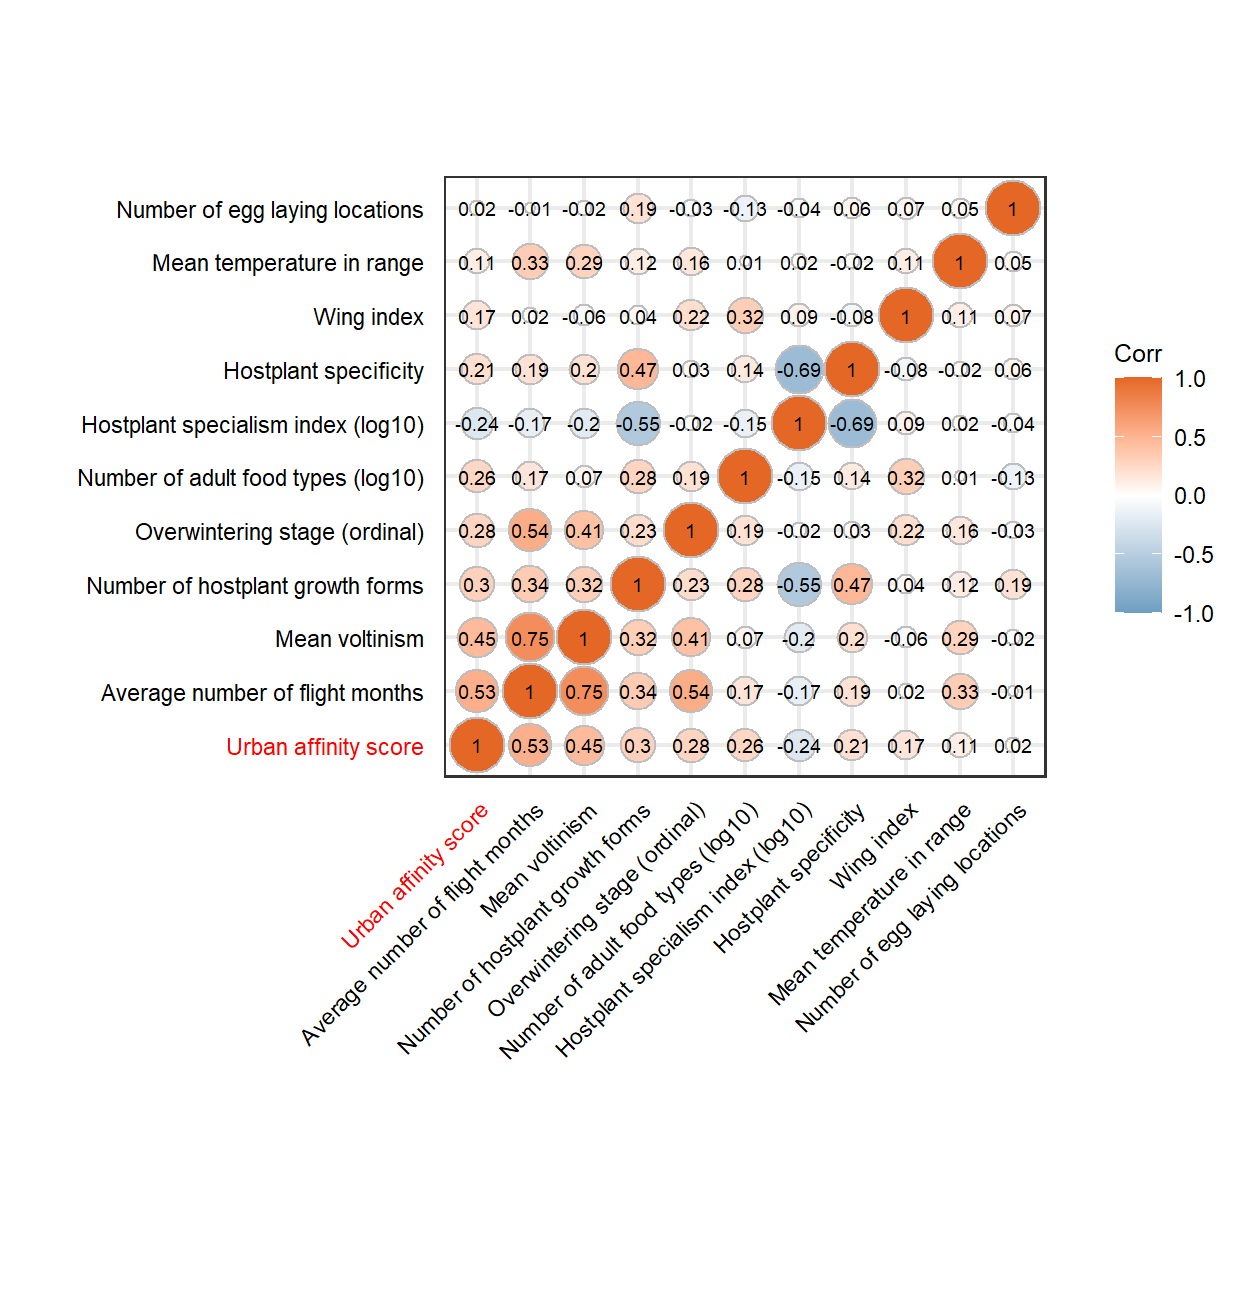 Number of egg laying locations 0.02 -0.01 -0.02 0.19 -0.03 -0.13 -0.04 0.06 0.07 0.05 1
Mean temperature in range 0.11 0.33 0.29 0.12 0.16 0.01 0.02 -0.02 0.11 1 0.05
Wing index 0.17 0.02 -0.06 0.04 0.22 0.32 0.09 -0.08 1 0.11 0.07
Hostplant specificity 0.21 0.19 0.2 0.47 0.03 0.14 -0.69 1 -0.08 -0.02 0.06
Hostplant specialism index (log10) -0.24 -0.17 -0.2 -0.55 -0.02 -0.15 1 -0.69 0.09 0.02 -0.04
Number of adult food types (log10) 0.26 0.17 0.07 0.28 0.19 1 -0.15 0.14 0.32 0.01 -0.13
Overwintering stage (ordinal) 0.28 0.54 0.41 0.23 1 0.19 -0.02 0.03 0.22 0.16 -0.03
Number of hostplant growth forms 0.3 0.34 0.32 1 0.23 0.28 -0.55 0.47 0.04 0.12 0.19
Mean voltinism 0.45 0.75 1 0.32 0.41 0.07 -0.2 0.2 -0.06 0.29 -0.02
Average number of flight months 0.53 1 0.75 0.34 0.54 0.17 -0.17 0.19 0.02 0.33 -0.01
Urban affinity score 1 0.53 0.45 0.3 0.28 0.26 -0.24 0.21 0.17 0.11 0.02
Urban affinity score
Average number of flight months
Mean voltinism
Number of hostplant growth forms
Overwintering stage (ordinal)
Number of adult food types (log10)
Hostplant specialism index (log10)
Hostplant specificity
Wing index
Mean temperature in range
Number of egg laying locations
Corr
1.0
0.5
0.0
-0.5
-1.0